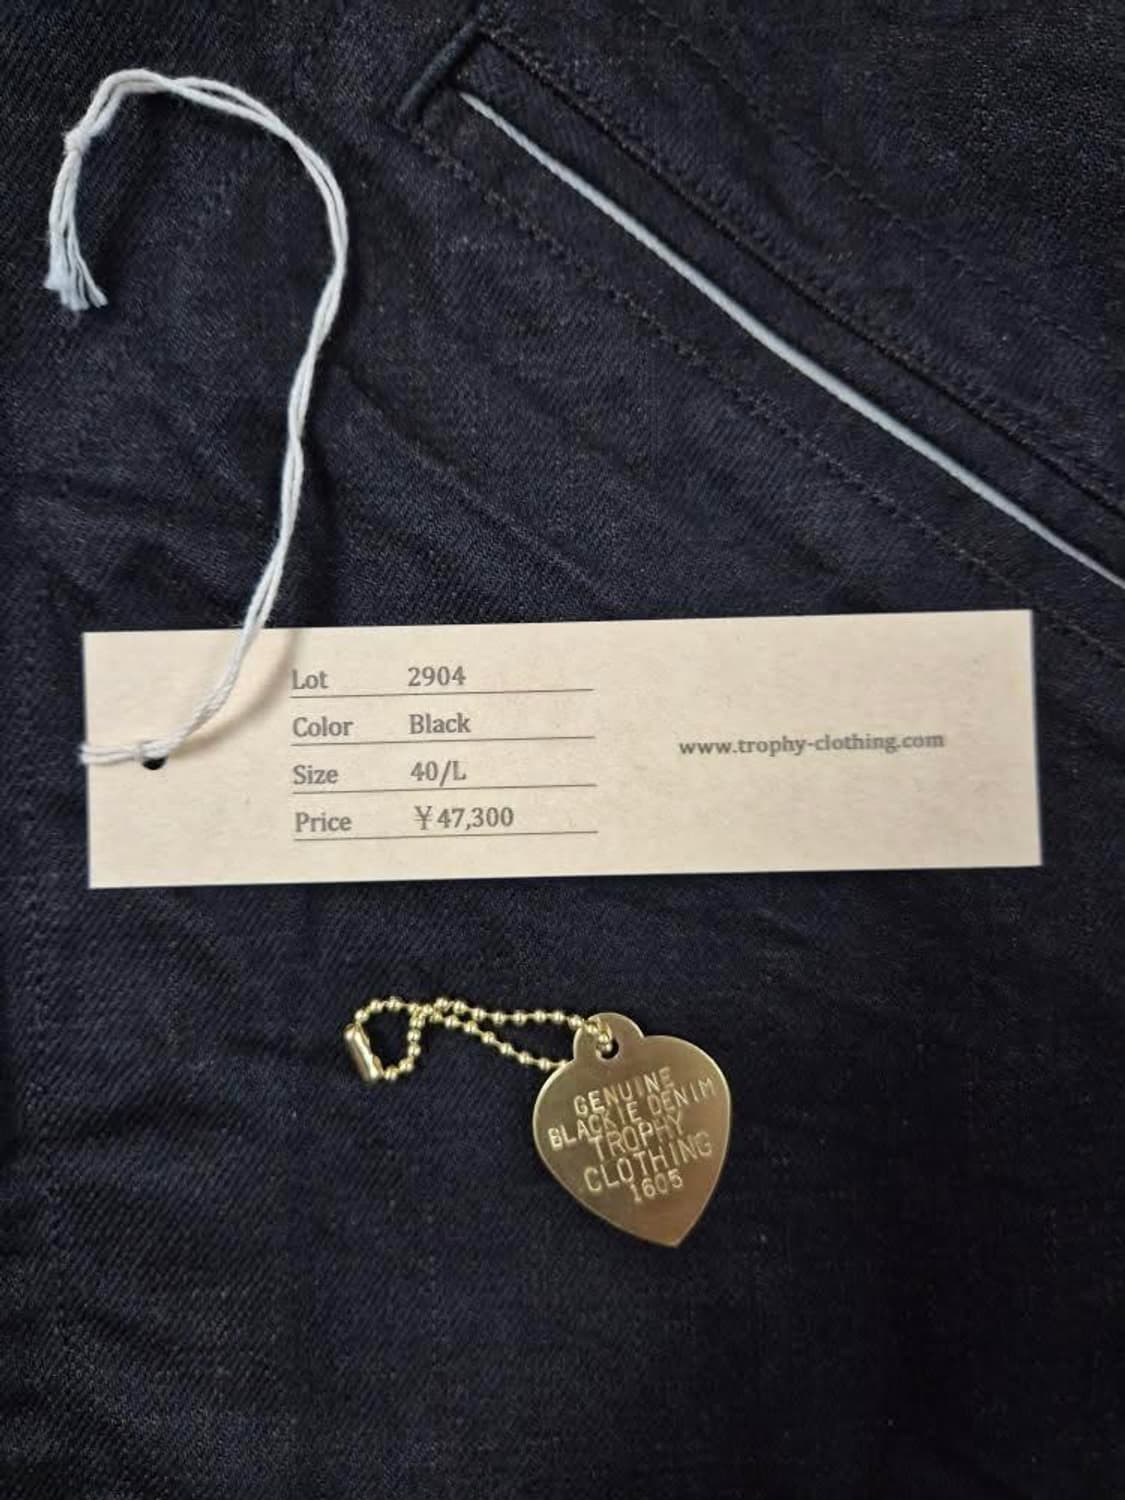 Lot 2904
Color Black
Size 40/L
Price ￥47,300
www.trophy-clothing.com
GENUINE
BLACKIE DENIM
TROPHY
CLOTHING
1605